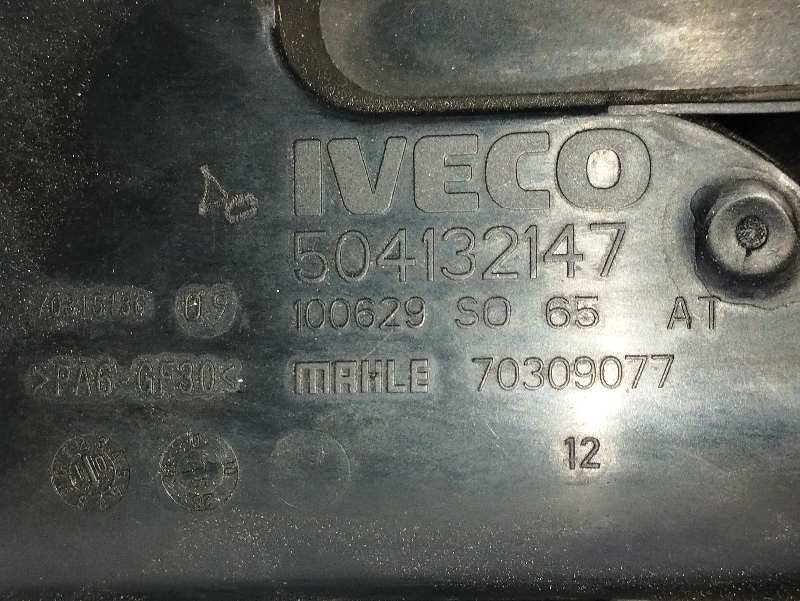 IVECO
504132147
100629 SO 65 AT
>PA6-GF30<
MAHLE 70309077
12